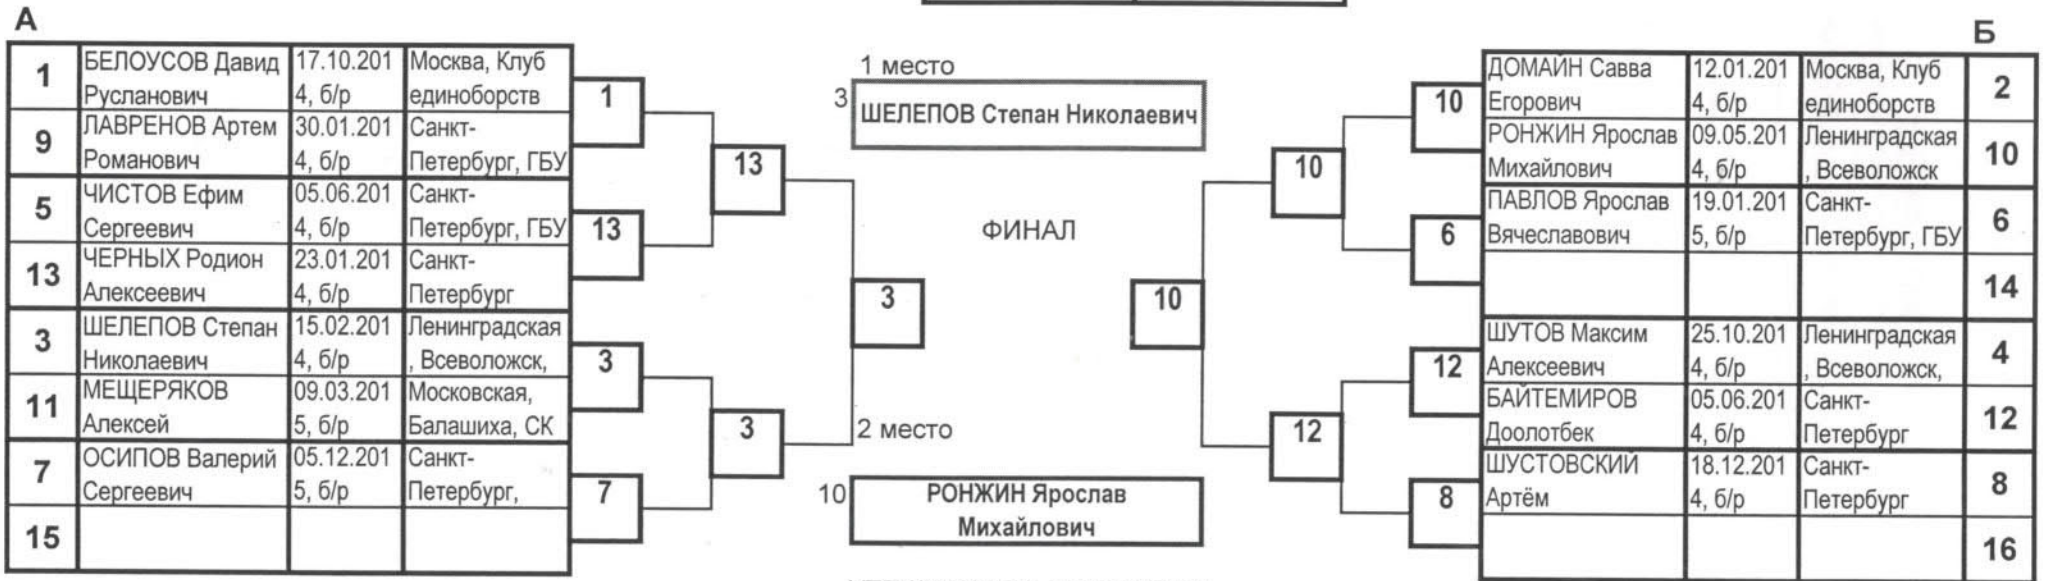 А
1
БЕЛОУСОВ Давид
Русланович
17.10.201
4, б/р
Москва, Клуб
единоборств
9
ЛАВРЕНОВ Артем
Романович
30.01.201
4, б/р
Санкт-
Петербург, ГБУ
5
ЧИСТОВ Ефим
Сергеевич
05.06.201
4, б/р
Санкт-
Петербург, ГБУ
13
ЧЕРНЫХ Родион
Алексеевич
23.01.201
4, б/р
Санкт-
Петербург
3
ШЕЛЕПОВ Степан
Николаевич
15.02.201
4, б/р
Ленинградская
, Всеволожск,
11
МЕЩЕРЯКОВ
Алексей
09.03.201
5, б/р
Московская,
Балашиха, СК
7
ОСИПОВ Валерий
Сергеевич
05.12.201
5, б/р
Санкт-
Петербург,
15
1
13
3
7
13
3
3
1 место
3
ШЕЛЕПОВ Степан Николаевич
ФИНАЛ
2 место
10
РОНЖИН Ярослав
Михайлович
10
10
12
10
6
12
8
Б
ДОМАЙН Савва
Егорович
12.01.201
4, б/р
Москва, Клуб
единоборств
2
РОНЖИН Ярослав
Михайлович
09.05.201
4, б/р
Ленинградская
, Всеволожск
10
ПАВЛОВ Ярослав
Вячеславович
19.01.201
5, б/р
Санкт-
Петербург, ГБУ
6
14
ШУТОВ Максим
Алексеевич
25.10.201
4, б/р
Ленинградская
, Всеволожск,
4
БАЙТЕМИРОВ
Доолотбек
05.06.201
4, б/р
Санкт-
Петербург
12
ШУСТОВСКИЙ
Артём
18.12.201
4, б/р
Санкт-
Петербург
8
16